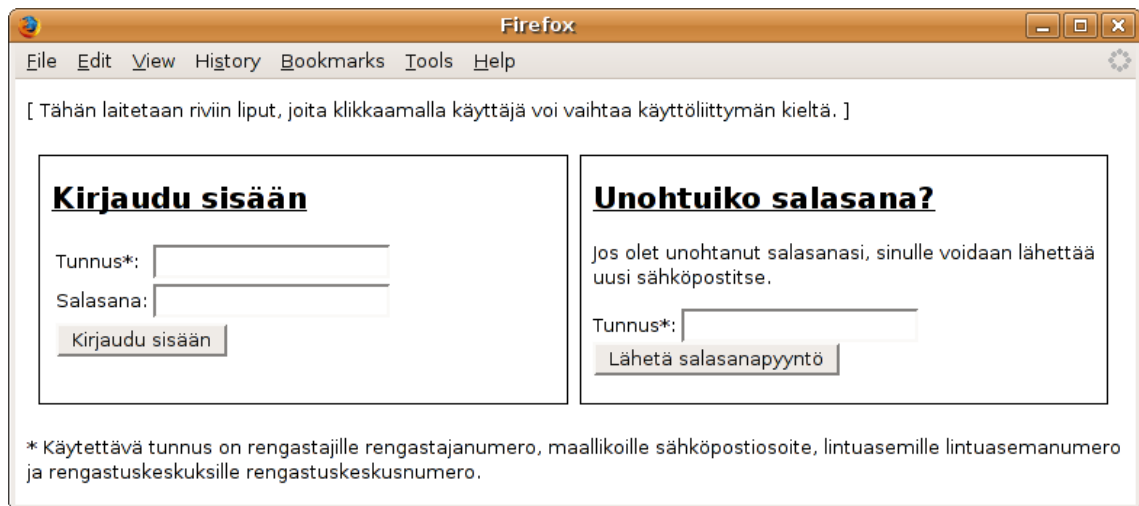 Firefox
File Edit View History Bookmarks Tools Help
[ Tähän laitetaan riviin liput, joita klikkaamalla käyttäjä voi vaihtaa käyttöliittymän kieltä. ]
Kirjaudu sisään
Tunnus*:
Salasana:
Kirjaudu sisään
Unohtuiko salasana?
Jos olet unohtanut salasanasi, sinulle voidaan lähettää
uusi sähköpostitse.
Tunnus*:
Lähetä salasanapyyntö
* Käytettävä tunnus on rengastajille rengastajanumero, maallikoille sähköpostiosoite, lintuasemille lintuasemanumero
ja rengastuskeskuksille rengastuskeskusnumero.